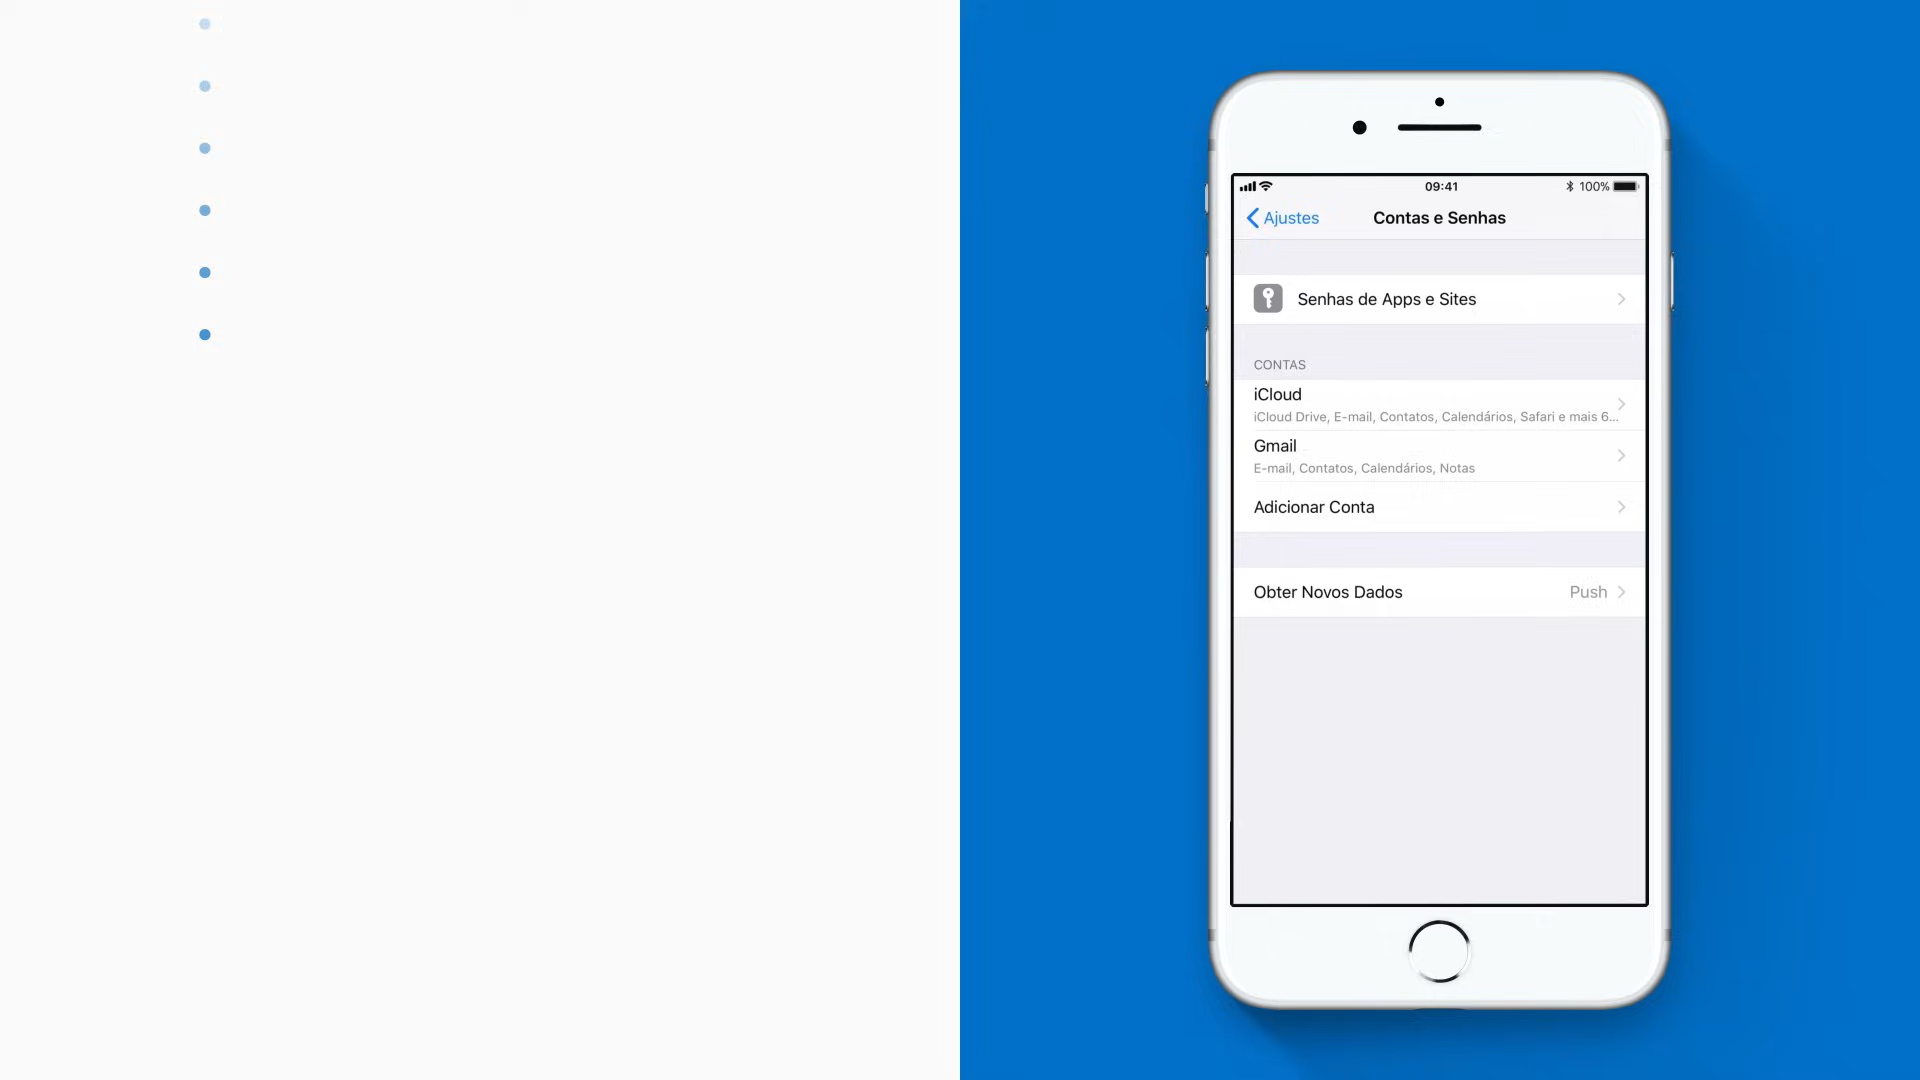 09:41
100%
Ajustes
Contas e Senhas
Senhas de Apps e Sites
CONTAS
iCloud
iCloud Drive, E-mail, Contatos, Calendários, Safari e mais 6...
Gmail
E-mail, Contatos, Calendários, Notas
Adicionar Conta
Obter Novos Dados Push